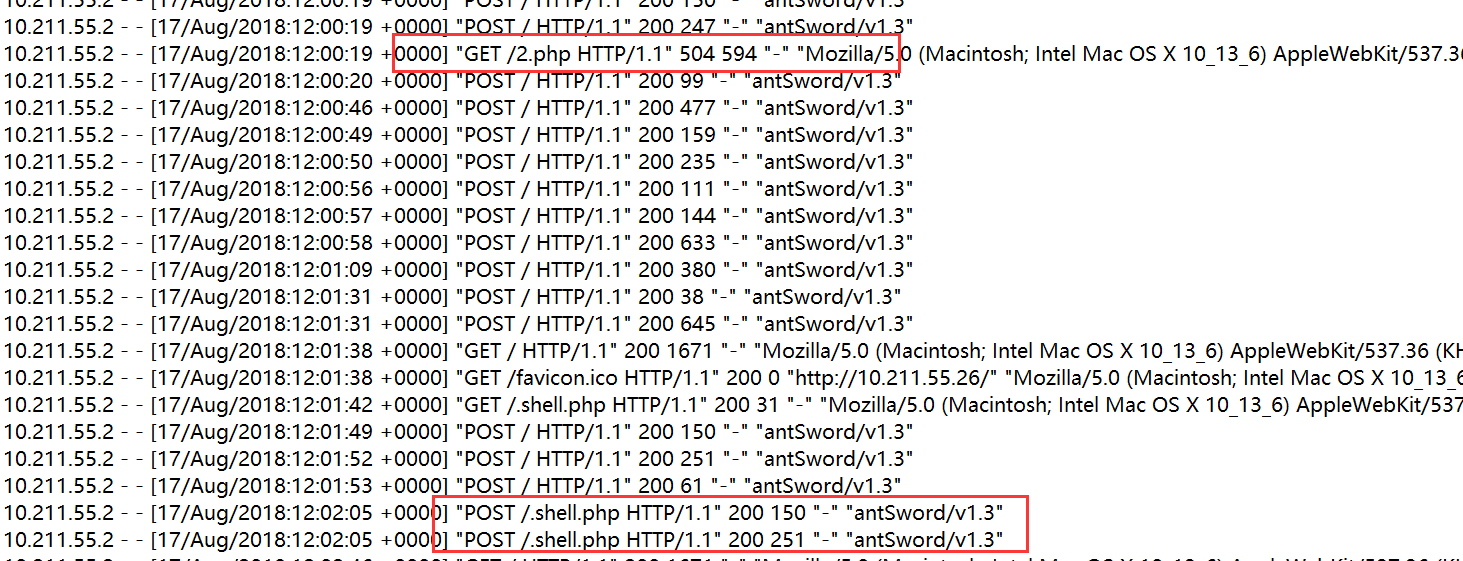 10.211.55.2 - - [17/Aug/2018:12:00:19 +0000] "POST / HTTP/1.1" 200 150 "-" "antSword/v1.3"
10.211.55.2 - - [17/Aug/2018:12:00:19 +0000] "POST / HTTP/1.1" 200 247 "-" "antSword/v1.3"
10.211.55.2 - - [17/Aug/2018:12:00:19 +0000] "GET /2.php HTTP/1.1" 504 594 "-" "Mozilla/5.0 (Macintosh; Intel Mac OS X 10_13_6) AppleWebKit/537.36
10.211.55.2 - - [17/Aug/2018:12:00:20 +0000] "POST / HTTP/1.1" 200 99 "-" "antSword/v1.3"
10.211.55.2 - - [17/Aug/2018:12:00:46 +0000] "POST / HTTP/1.1" 200 477 "-" "antSword/v1.3"
10.211.55.2 - - [17/Aug/2018:12:00:49 +0000] "POST / HTTP/1.1" 200 159 "-" "antSword/v1.3"
10.211.55.2 - - [17/Aug/2018:12:00:50 +0000] "POST / HTTP/1.1" 200 235 "-" "antSword/v1.3"
10.211.55.2 - - [17/Aug/2018:12:00:56 +0000] "POST / HTTP/1.1" 200 111 "-" "antSword/v1.3"
10.211.55.2 - - [17/Aug/2018:12:00:57 +0000] "POST / HTTP/1.1" 200 144 "-" "antSword/v1.3"
10.211.55.2 - - [17/Aug/2018:12:00:58 +0000] "POST / HTTP/1.1" 200 633 "-" "antSword/v1.3"
10.211.55.2 - - [17/Aug/2018:12:01:09 +0000] "POST / HTTP/1.1" 200 380 "-" "antSword/v1.3"
10.211.55.2 - - [17/Aug/2018:12:01:31 +0000] "POST / HTTP/1.1" 200 38 "-" "antSword/v1.3"
10.211.55.2 - - [17/Aug/2018:12:01:31 +0000] "POST / HTTP/1.1" 200 645 "-" "antSword/v1.3"
10.211.55.2 - - [17/Aug/2018:12:01:38 +0000] "GET / HTTP/1.1" 200 1671 "-" "Mozilla/5.0 (Macintosh; Intel Mac OS X 10_13_6) AppleWebKit/537.36 (KH
10.211.55.2 - - [17/Aug/2018:12:01:38 +0000] "GET /favicon.ico HTTP/1.1" 200 0 "http://10.211.55.26/" "Mozilla/5.0 (Macintosh; Intel Mac OS X 10_13_6
10.211.55.2 - - [17/Aug/2018:12:01:42 +0000] "GET /.shell.php HTTP/1.1" 200 31 "-" "Mozilla/5.0 (Macintosh; Intel Mac OS X 10_13_6) AppleWebKit/537
10.211.55.2 - - [17/Aug/2018:12:01:49 +0000] "POST / HTTP/1.1" 200 150 "-" "antSword/v1.3"
10.211.55.2 - - [17/Aug/2018:12:01:52 +0000] "POST / HTTP/1.1" 200 251 "-" "antSword/v1.3"
10.211.55.2 - - [17/Aug/2018:12:01:53 +0000] "POST / HTTP/1.1" 200 61 "-" "antSword/v1.3"
10.211.55.2 - - [17/Aug/2018:12:02:05 +0000] "POST /.shell.php HTTP/1.1" 200 150 "-" "antSword/v1.3"
10.211.55.2 - - [17/Aug/2018:12:02:05 +0000] "POST /.shell.php HTTP/1.1" 200 251 "-" "antSword/v1.3"